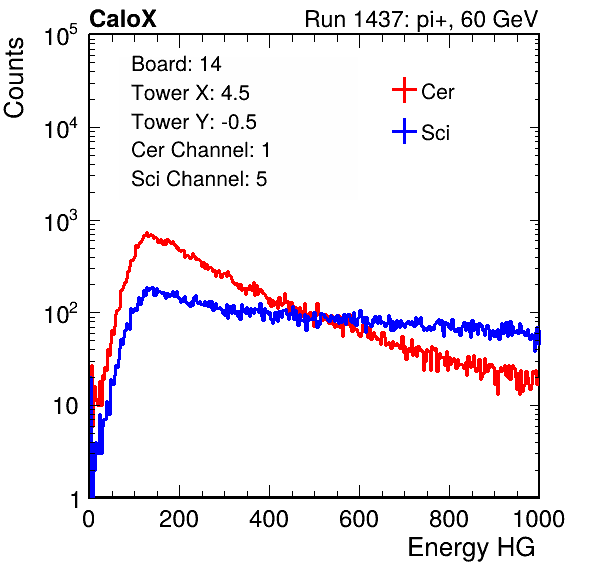 CaloX Run 1437: pi+, 60 GeV
Counts
Board: 14
Tower X: 4.5
Tower Y: -0.5
Cer Channel: 1
Sci Channel: 5
Cer
Sci
10^5
10^4
10^3
10^2
10
1
0 200 400 600 800 1000
Energy HG